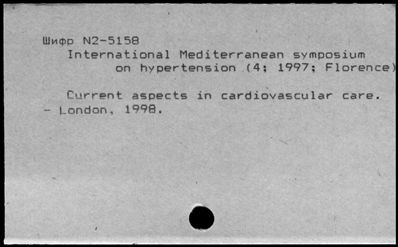 Шифр N2-5158
International Mediterranean symposium
on hypertension (4; 1997; Florence)
Current aspects in cardiovascular care.
- London, 1998.